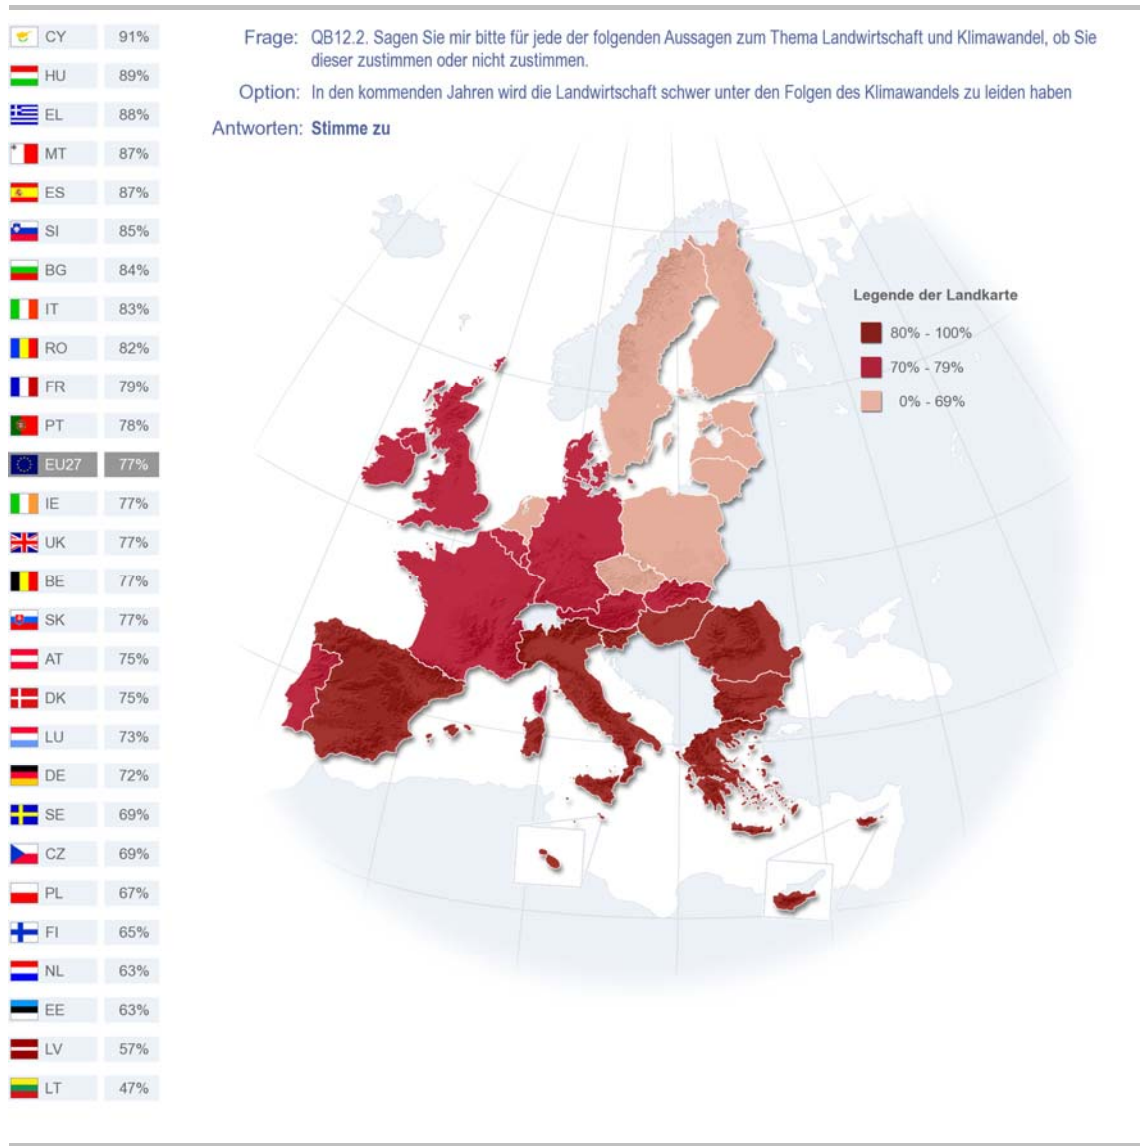 CY 91%
HU 89%
EL 88%
MT 87%
ES 87%
SI 85%
BG 84%
IT 83%
RO 82%
FR 79%
PT 78%
EU27 77%
IE 77%
UK 77%
BE 77%
SK 77%
AT 75%
DK 75%
LU 73%
DE 72%
SE 69%
CZ 69%
PL 67%
FI 65%
NL 63%
EE 63%
LV 57%
LT 47%
Frage: QB12.2. Sagen Sie mir bitte für jede der folgenden Aussagen zum Thema Landwirtschaft und Klimawandel, ob Sie
dieser zustimmen oder nicht zustimmen.
Option: In den kommenden Jahren wird die Landwirtschaft schwer unter den Folgen des Klimawandels zu leiden haben
Antworten: Stimme zu
Legende der Landkarte
80% - 100%
70% - 79%
0% - 69%